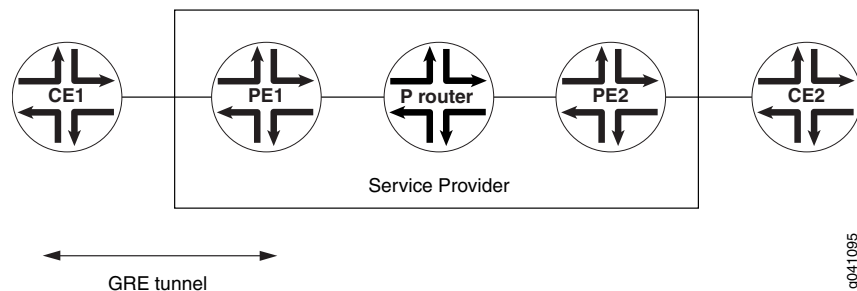 CE1 PE1 P router PE2 CE2
Service Provider
GRE tunnel
g041095